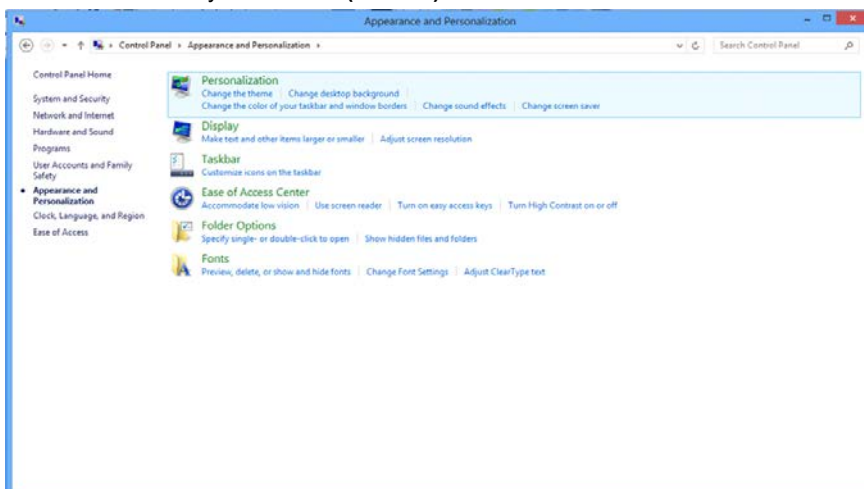 Appearance and Personalization
Control Panel › Appearance and Personalization ›
Search Control Panel
Control Panel Home
System and Security
Network and Internet
Hardware and Sound
Programs
User Accounts and Family
Safety
Appearance and
Personalization
Clock, Language, and Region
Ease of Access
Personalization
Change the theme | Change desktop background |
Change the color of your taskbar and window borders | Change sound effects | Change screen saver
Display
Make text and other items larger or smaller | Adjust screen resolution
Taskbar
Customize icons on the taskbar
Ease of Access Center
Accommodate low vision | Use screen reader | Turn on easy access keys | Turn High Contrast on or off
Folder Options
Specify single- or double-click to open | Show hidden files and folders
Fonts
Preview, delete, or show and hide fonts | Change Font Settings | Adjust ClearType text